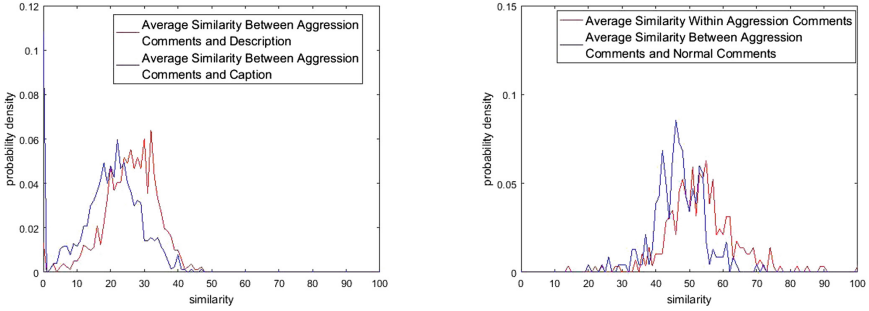 0.12
0.1
0.08
0.06
0.04
0.02
0
probability density
Average Similarity Between Aggression
Comments and Description
Average Similarity Between Aggression
Comments and Caption
0 10 20 30 40 50 60 70 80 90 100
similarity
0.15
0.1
0.05
0
probability density
Average Similarity Within Aggression Comments
Average Similarity Between Aggression
Comments and Normal Comments
0 10 20 30 40 50 60 70 80 90 100
similarity